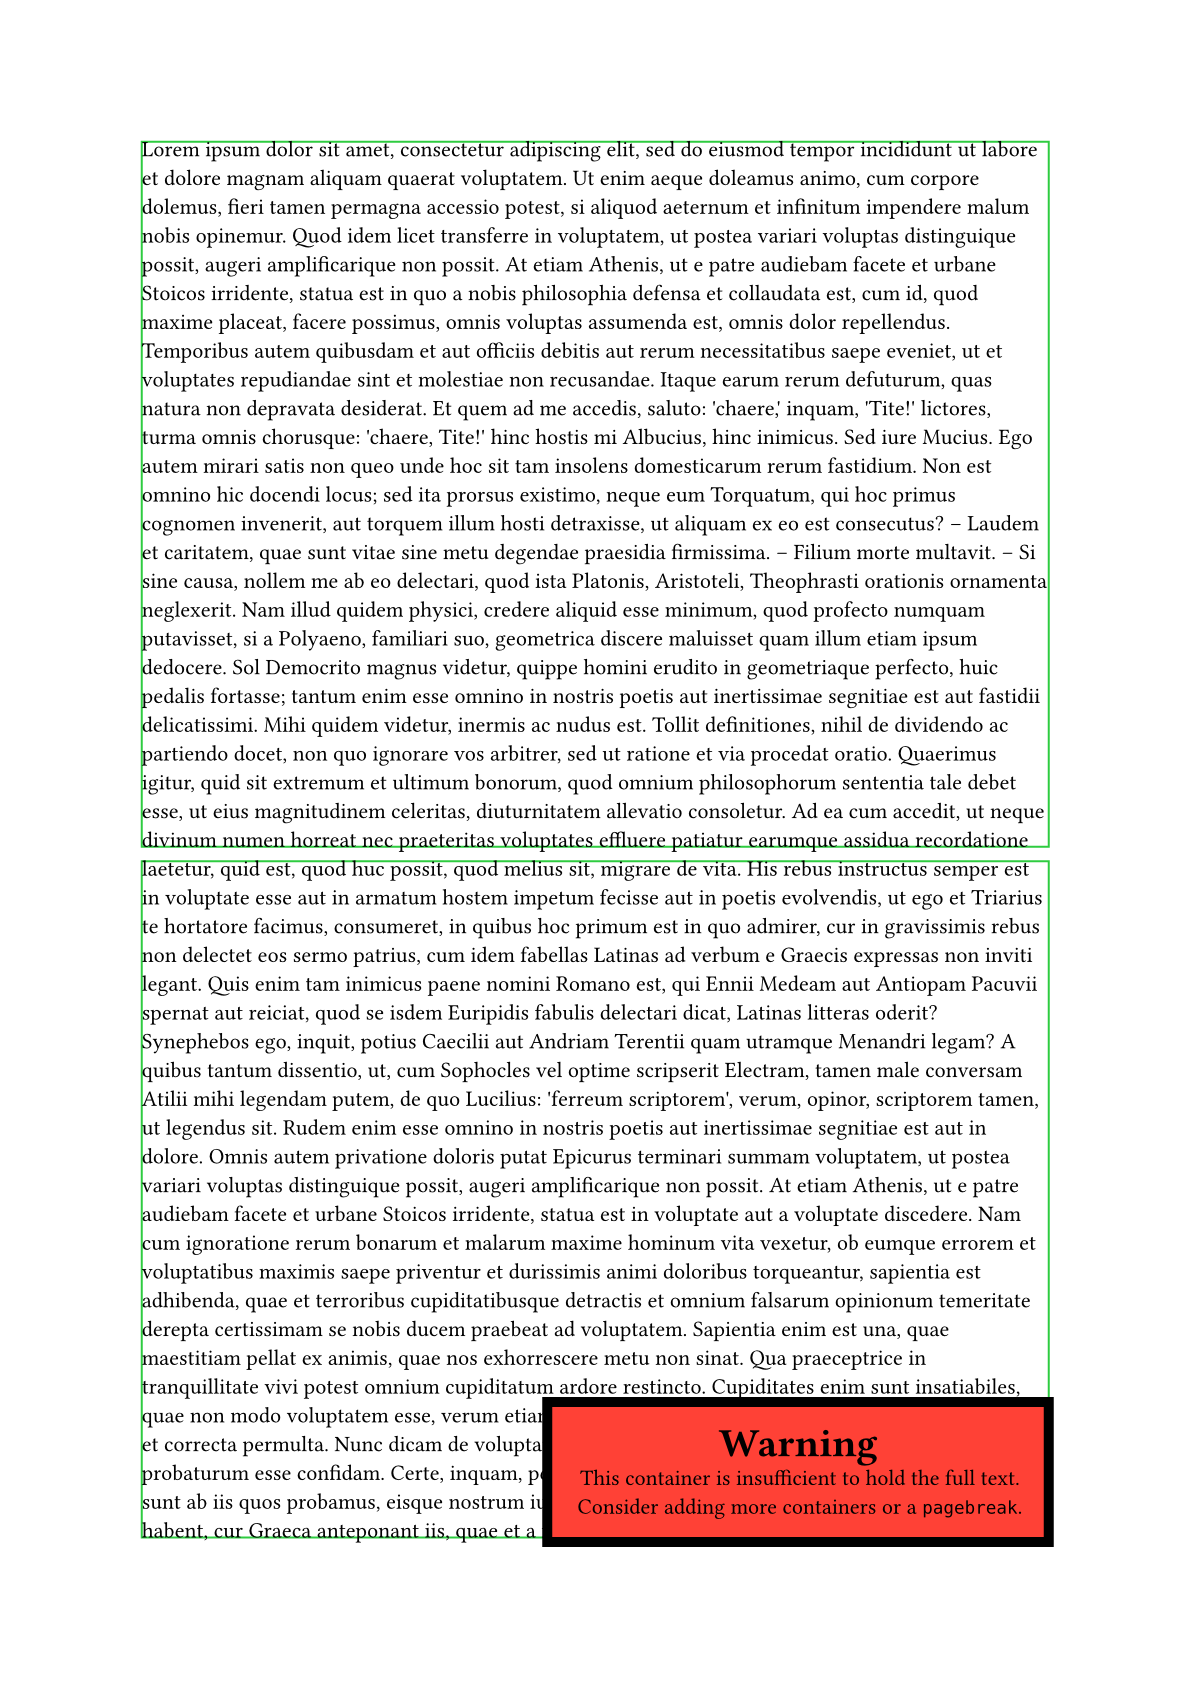 Lorem ipsum dolor sit amet, consectetur adipiscing elit, sed do eiusmod tempor incididunt ut labore
et dolore magnam aliquam quaerat voluptatem. Ut enim aeque doleamus animo, cum corpore
dolemus, fieri tamen permagna accessio potest, si aliquod aeternum et infinitum impendere malum
nobis opinemur. Quod idem licet transferre in voluptatem, ut postea variari voluptas distinguique
possit, augeri amplificarique non possit. At etiam Athenis, ut e patre audiebam facete et urbane
Stoicos irridente, statua est in quo a nobis philosophia defensa et collaudata est, cum id, quod
maxime placeat, facere possimus, omnis voluptas assumenda est, omnis dolor repellendus.
Temporibus autem quibusdam et aut officiis debitis aut rerum necessitatibus saepe eveniet, ut et
voluptates repudiandae sint et molestiae non recusandae. Itaque earum rerum defuturum, quas
natura non depravata desiderat. Et quem ad me accedis, saluto: 'chaere,' inquam, 'Tite!' lictores,
turma omnis chorusque: 'chaere, Tite!' hinc hostis mi Albucius, hinc inimicus. Sed iure Mucius. Ego
autem mirari satis non queo unde hoc sit tam insolens domesticarum rerum fastidium. Non est
omnino hic docendi locus; sed ita prorsus existimo, neque eum Torquatum, qui hoc primus
cognomen invenerit, aut torquem illum hosti detraxisse, ut aliquam ex eo est consecutus? – Laudem
et caritatem, quae sunt vitae sine metu degendae praesidia firmissima. – Filium morte multavit. – Si
sine causa, nollem me ab eo delectari, quod ista Platonis, Aristoteli, Theophrasti orationis ornamenta
neglexerit. Nam illud quidem physici, credere aliquid esse minimum, quod profecto numquam
putavisset, si a Polyaeno, familiari suo, geometrica discere maluisset quam illum etiam ipsum
dedocere. Sol Democrito magnus videtur, quippe homini erudito in geometriaque perfecto, huic
pedalis fortasse; tantum enim esse omnino in nostris poetis aut inertissimae segnitiae est aut fastidii
delicatissimi. Mihi quidem videtur, inermis ac nudus est. Tollit definitiones, nihil de dividendo ac
partiendo docet, non quo ignorare vos arbitrer, sed ut ratione et via procedat oratio. Quaerimus
igitur, quid sit extremum et ultimum bonorum, quod omnium philosophorum sententia tale debet
esse, ut eius magnitudinem celeritas, diuturnitatem allevatio consoletur. Ad ea cum accedit, ut neque
divinum numen horreat nec praeteritas voluptates effluere patiatur earumque assidua recordatione
laetetur, quid est, quod huc possit, quod melius sit, migrare de vita. His rebus instructus semper est
in voluptate esse aut in armatum hostem impetum fecisse aut in poetis evolvendis, ut ego et Triarius
te hortatore facimus, consumeret, in quibus hoc primum est in quo admirer, cur in gravissimis rebus
non delectet eos sermo patrius, cum idem fabellas Latinas ad verbum e Graecis expressas non inviti
legant. Quis enim tam inimicus paene nomini Romano est, qui Ennii Medeam aut Antiopam Pacuvii
spernat aut reiciat, quod se isdem Euripidis fabulis delectari dicat, Latinas litteras oderit?
Synephebos ego, inquit, potius Caecilii aut Andriam Terentii quam utramque Menandri legam? A
quibus tantum dissentio, ut, cum Sophocles vel optime scripserit Electram, tamen male conversam
Atilii mihi legendam putem, de quo Lucilius: 'ferreum scriptorem', verum, opinor, scriptorem tamen,
ut legendus sit. Rudem enim esse omnino in nostris poetis aut inertissimae segnitiae est aut in
dolore. Omnis autem privatione doloris putat Epicurus terminari summam voluptatem, ut postea
variari voluptas distinguique possit, augeri amplificarique non possit. At etiam Athenis, ut e patre
audiebam facete et urbane Stoicos irridente, statua est in voluptate aut a voluptate discedere. Nam
cum ignoratione rerum bonarum et malarum maxime hominum vita vexetur, ob eumque errorem et
voluptatibus maximis saepe priventur et durissimis animi doloribus torqueantur, sapientia est
adhibenda, quae et terroribus cupiditatibusque detractis et omnium falsarum opinionum temeritate
derepta certissimam se nobis ducem praebeat ad voluptatem. Sapientia enim est una, quae
maestitiam pellat ex animis, quae nos exhorrescere metu non sinat. Qua praeceptrice in
tranquillitate vivi potest omnium cupiditatum ardore restincto. Cupiditates enim sunt insatiabiles,
quae non modo voluptatem esse, verum
et correcta permulta. Nunc dicam de
probaturum esse confidam. Certe, inquam,
sunt ab iis quos probamus, eisque nostrum
habent, cur Graeca anteponant iis, quae et a
Warning
This container is insufficient to hold the full text.
Consider adding more containers or a pagebreak.